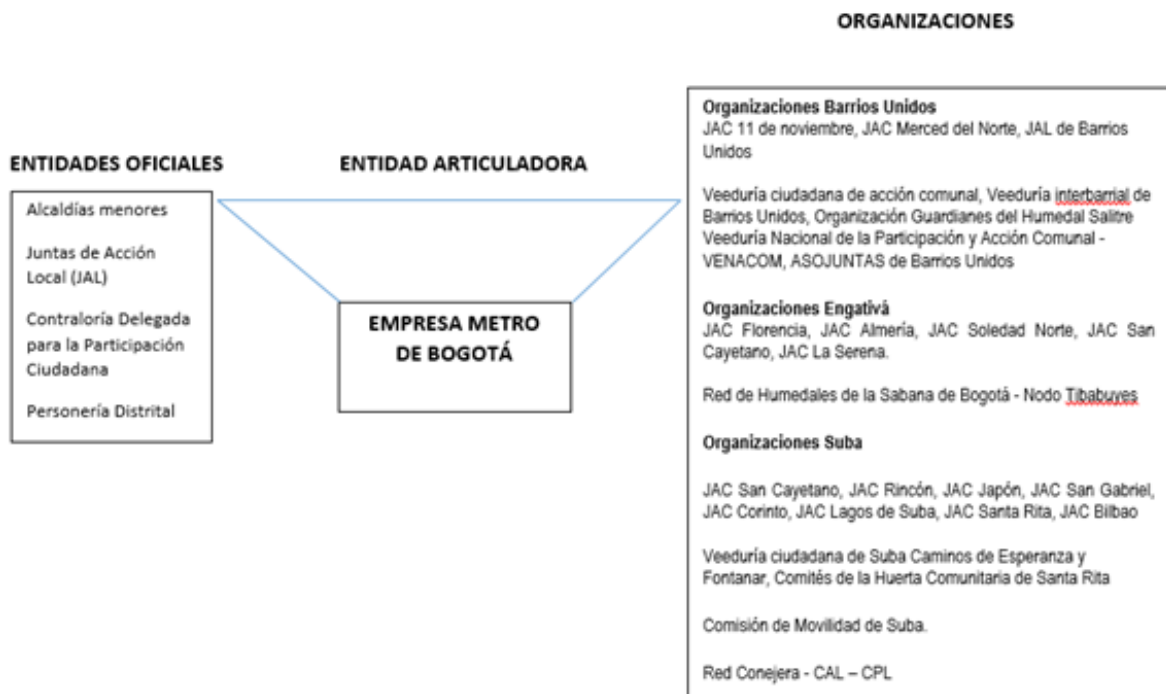 ORGANIZACIONES
ENTIDADES OFICIALES
Alcaldías menores
Juntas de Acción
Local (JAL)
Contraloría Delegada
para la Participación
Ciudadana
Personería Distrital
ENTIDAD ARTICULADORA
EMPRESA METRO
DE BOGOTÁ
Organizaciones Barrios Unidos
JAC 11 de noviembre, JAC Merced del Norte, JAL de Barrios
Unidos
Veeduría ciudadana de acción comunal, Veeduría interbarrial de
Barrios Unidos, Organización Guardianes del Humedal Salitre
Veeduría Nacional de la Participación y Acción Comunal -
VENACOM, ASOJUNTAS de Barrios Unidos
Organizaciones Engativá
JAC Florencia, JAC Almería, JAC Soledad Norte, JAC San
Cayetano, JAC La Serena.
Red de Humedales de la Sabana de Bogotá - Nodo Tibabuyes
Organizaciones Suba
JAC San Cayetano, JAC Rincón, JAC Japón, JAC San Gabriel,
JAC Corinto, JAC Lagos de Suba, JAC Santa Rita, JAC Bilbao
Veeduría ciudadana de Suba Caminos de Esperanza y
Fontanar, Comités de la Huerta Comunitaria de Santa Rita
Comisión de Movilidad de Suba.
Red Conejera - CAL – CPL